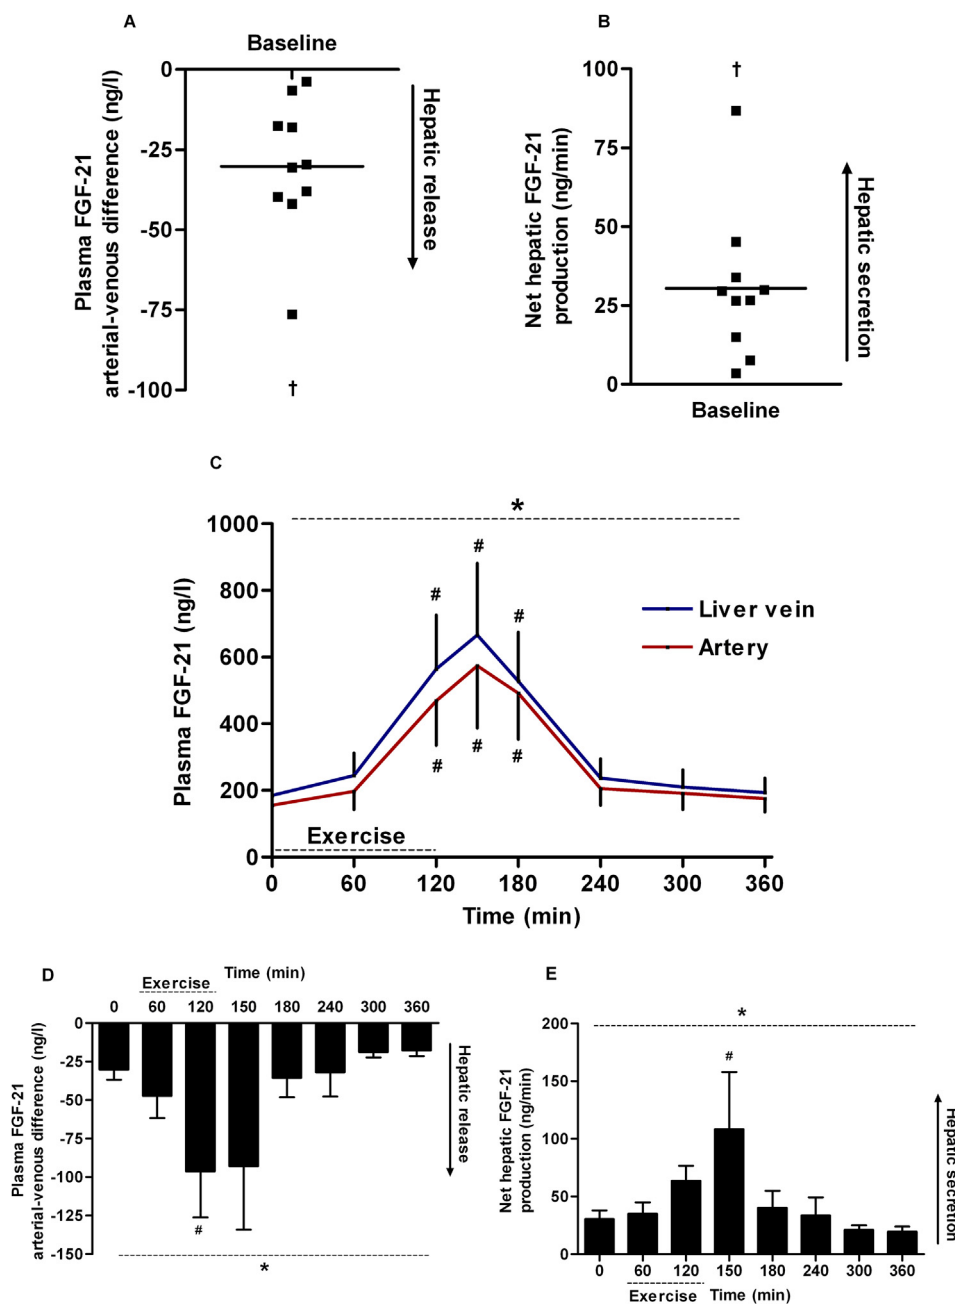 A
Baseline
0
-25
-50
-75
-100
Plasma FGF-21
arterial-venous difference (ng/l)
Hepatic release
†
B
100
75
50
25
0
Net hepatic FGF-21
production (ng/min)
†
Hepatic secretion
Baseline
C
*
1000
800
600
400
200
0
Plasma FGF-21 (ng/l)
# # #
# # #
Liver vein
Artery
Exercise
0 60 120 180 240 300 360
Time (min)
D
Exercise Time (min)
0 60 120 150 180 240 300 360
0
-25
-50
-75
-100
-125
-150
Plasma FGF-21
arterial-venous difference (ng/l)
Hepatic release
#
*
E
*
200
150
100
50
0
Net hepatic FGF-21
production (ng/min)
#
Hepatic secretion
0 60 120 150 180 240 300 360
Exercise Time (min)